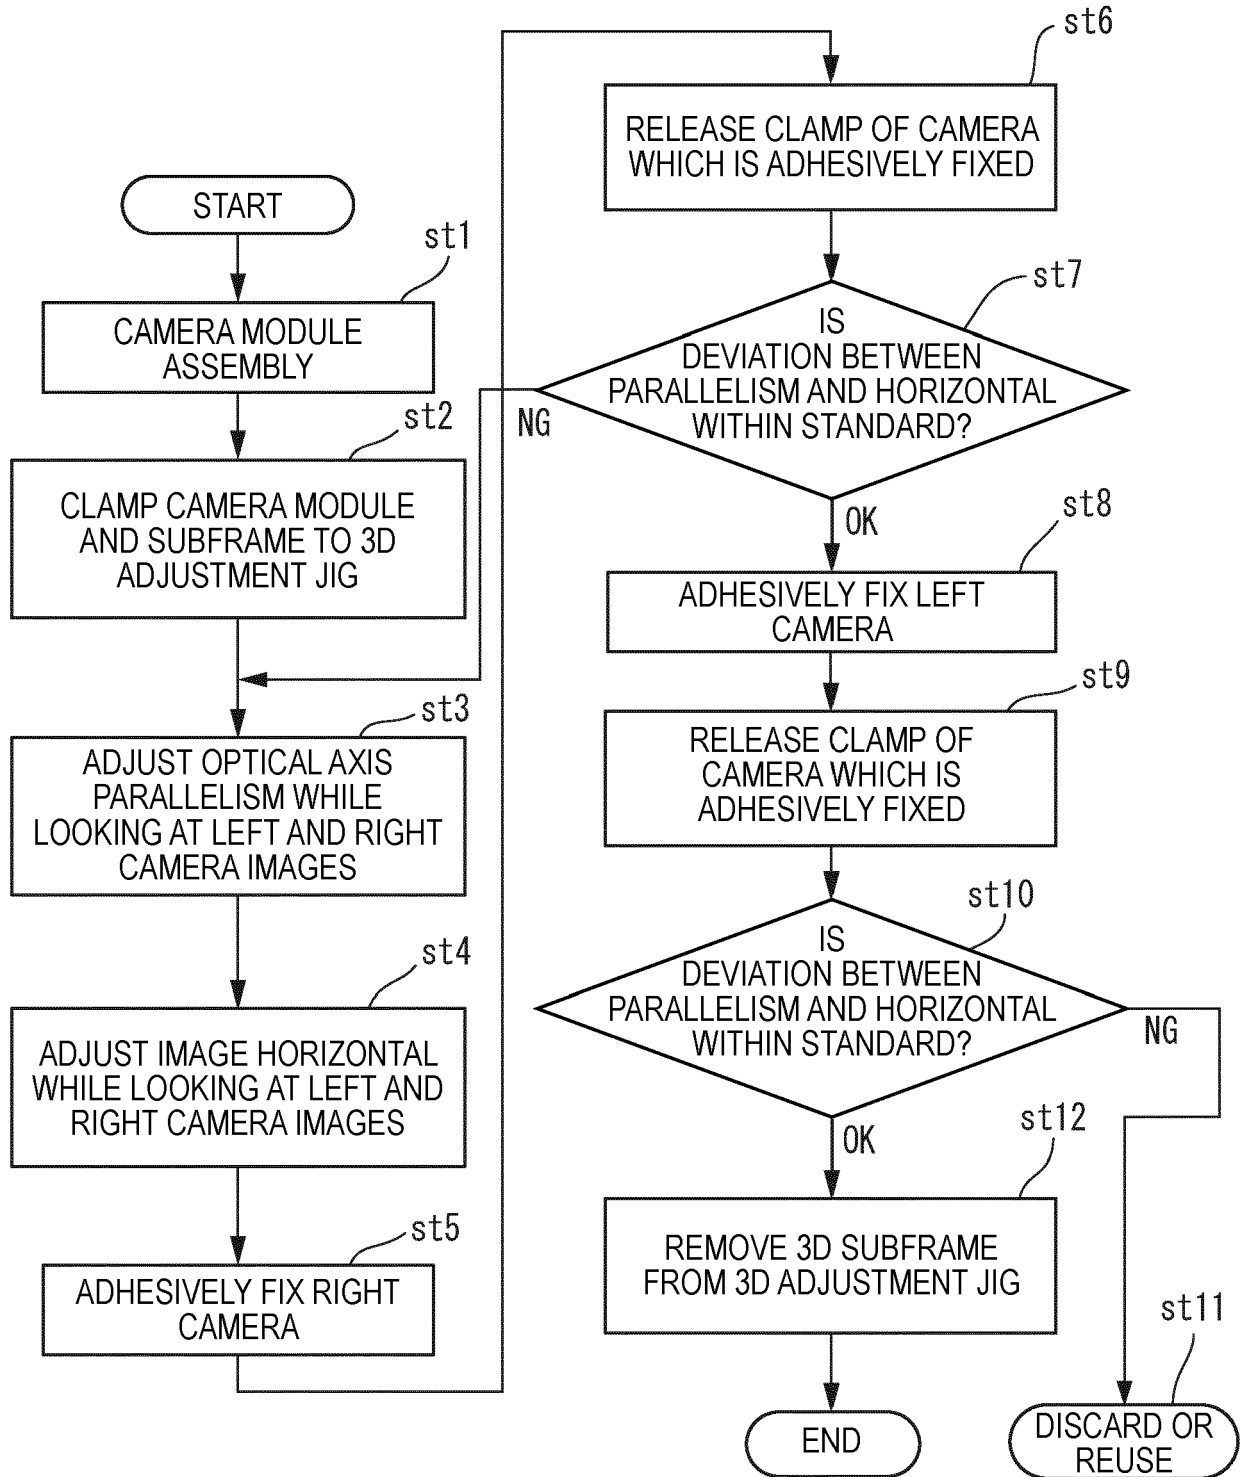 START
st1
CAMERA MODULE
ASSEMBLY
st2
CLAMP CAMERA MODULE
AND SUBFRAME TO 3D
ADJUSTMENT JIG
st3
ADJUST OPTICAL AXIS
PARALLELISM WHILE
LOOKING AT LEFT AND RIGHT
CAMERA IMAGES
st4
ADJUST IMAGE HORIZONTAL
WHILE LOOKING AT LEFT AND
RIGHT CAMERA IMAGES
st5
ADHESIVELY FIX RIGHT
CAMERA
st6
RELEASE CLAMP OF CAMERA
WHICH IS ADHESIVELY FIXED
st7
IS
DEVIATION BETWEEN
PARALLELISM AND HORIZONTAL
WITHIN STANDARD?
NG
OK
st8
ADHESIVELY FIX LEFT
CAMERA
st9
RELEASE CLAMP OF
CAMERA WHICH IS
ADHESIVELY FIXED
st10
IS
DEVIATION BETWEEN
PARALLELISM AND HORIZONTAL
WITHIN STANDARD?
NG
OK
st12
REMOVE 3D SUBFRAME
FROM 3D ADJUSTMENT JIG
END
st11
DISCARD OR
REUSE